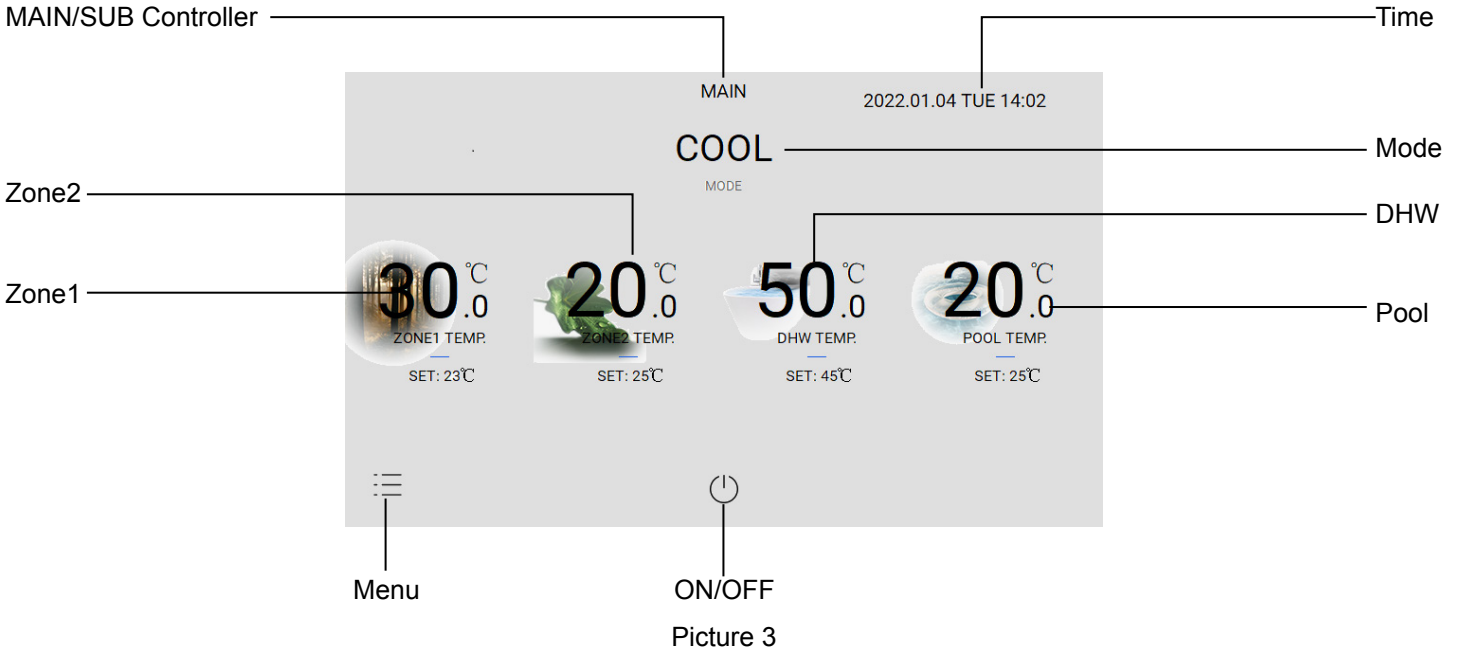 MAIN/SUB Controller
Time
MAIN
2022.01.04 TUE 14:02
COOL
Mode
MODE
Zone2
DHW
Zone1
30.0℃
20.0℃
50.0℃
20.0℃
Pool
ZONE1 TEMP.
ZONE2 TEMP.
DHW TEMP.
POOL TEMP.
SET: 23℃
SET: 25℃
SET: 45℃
SET: 25℃
Menu
ON/OFF
Picture 3